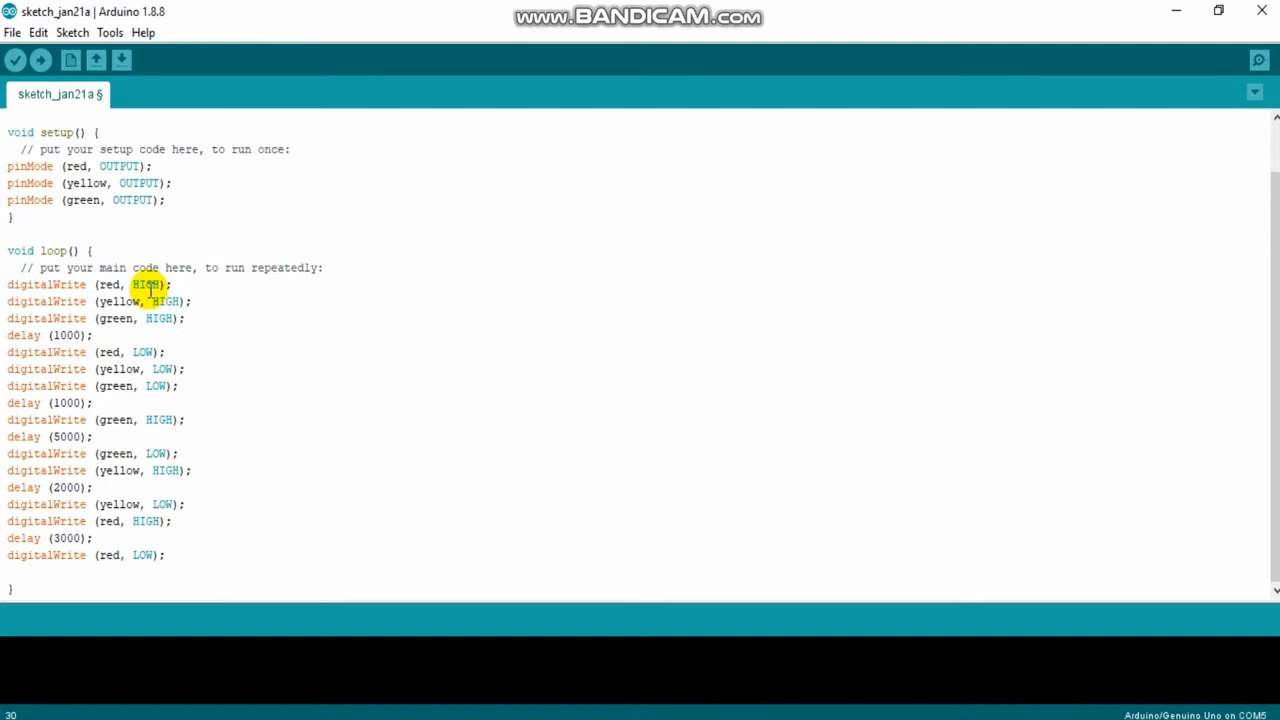 sketch_jan21a | Arduino 1.8.8
www.BANDICAM.com
File Edit Sketch Tools Help
sketch_jan21a §
void setup() {
// put your setup code here, to run once:
pinMode (red, OUTPUT);
pinMode (yellow, OUTPUT);
pinMode (green, OUTPUT);
}
void loop() {
// put your main code here, to run repeatedly:
digitalWrite (red, HIGH);
digitalWrite (yellow, HIGH);
digitalWrite (green, HIGH);
delay (1000);
digitalWrite (red, LOW);
digitalWrite (yellow, LOW);
digitalWrite (green, LOW);
delay (1000);
digitalWrite (green, HIGH);
delay (5000);
digitalWrite (green, LOW);
digitalWrite (yellow, HIGH);
delay (2000);
digitalWrite (yellow, LOW);
digitalWrite (red, HIGH);
delay (3000);
digitalWrite (red, LOW);
}
30
Arduino/Genuino Uno on COM5